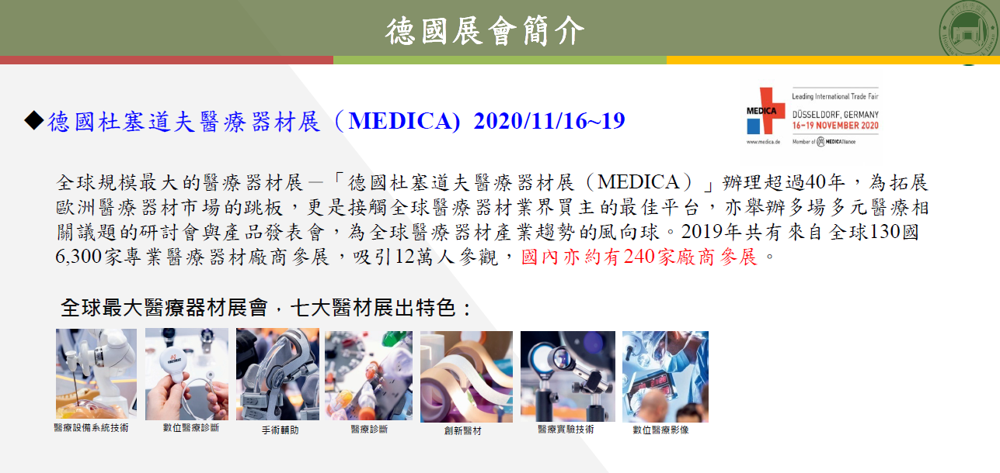 德國展會簡介
◆德國杜塞道夫醫療器材展（MEDICA) 2020/11/16~19
MEDICA
Leading International Trade Fair
DÜSSELDORF, GERMANY
16–19 NOVEMBER 2020
www.medica.de Member of MEDICAlliance
全球規模最大的醫療器材展－「德國杜塞道夫醫療器材展（MEDICA）」辦理超過40年，為拓展
歐洲醫療器材市場的跳板，更是接觸全球醫療器材業界買主的最佳平台，亦舉辦多場多元醫療相
關議題的研討會與產品發表會，為全球醫療器材產業趨勢的風向球。2019年共有來自全球130國
6,300家專業醫療器材廠商參展，吸引12萬人參觀，國內亦約有240家廠商參展。
全球最大醫療器材展會，七大醫材展出特色：
醫療設備系統技術
數位醫療診斷
手術輔助
醫療診斷
創新醫材
醫療實驗技術
數位醫療影像